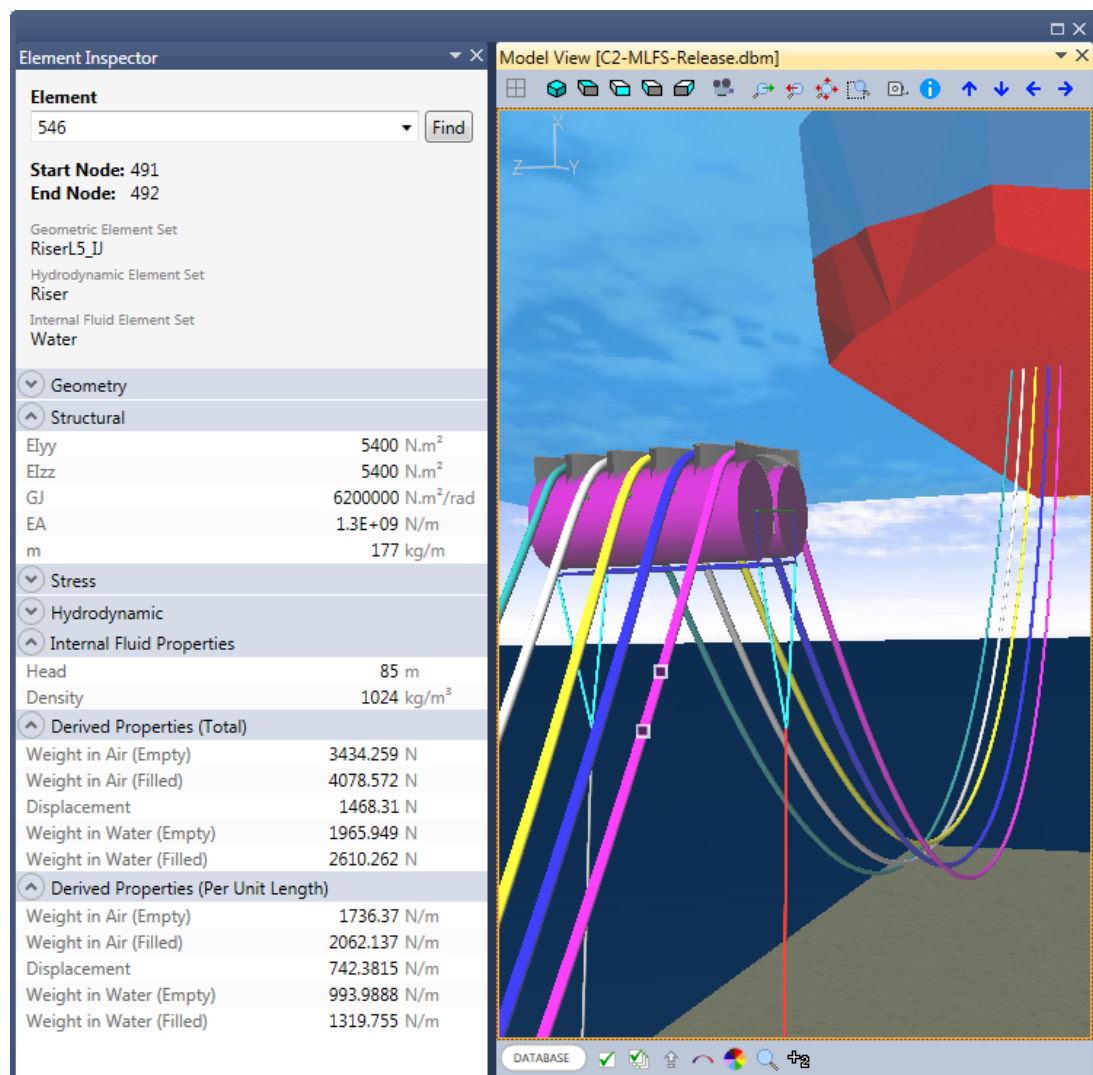 Element Inspector
Element
546
Find
Start Node: 491
End Node: 492
Geometric Element Set
RiserL5_IJ
Hydrodynamic Element Set
Riser
Internal Fluid Element Set
Water
Geometry
Structural
EIyy 5400 N.m²
EIzz 5400 N.m²
GJ 6200000 N.m²/rad
EA 1.3E+09 N/m
m 177 kg/m
Stress
Hydrodynamic
Internal Fluid Properties
Head 85 m
Density 1024 kg/m³
Derived Properties (Total)
Weight in Air (Empty) 3434.259 N
Weight in Air (Filled) 4078.572 N
Displacement 1468.31 N
Weight in Water (Empty) 1965.949 N
Weight in Water (Filled) 2610.262 N
Derived Properties (Per Unit Length)
Weight in Air (Empty) 1736.37 N/m
Weight in Air (Filled) 2062.137 N/m
Displacement 742.3815 N/m
Weight in Water (Empty) 993.9888 N/m
Weight in Water (Filled) 1319.755 N/m
Model View [C2-MLFS-Release.dbm]
X
Z Y
DATABASE
2